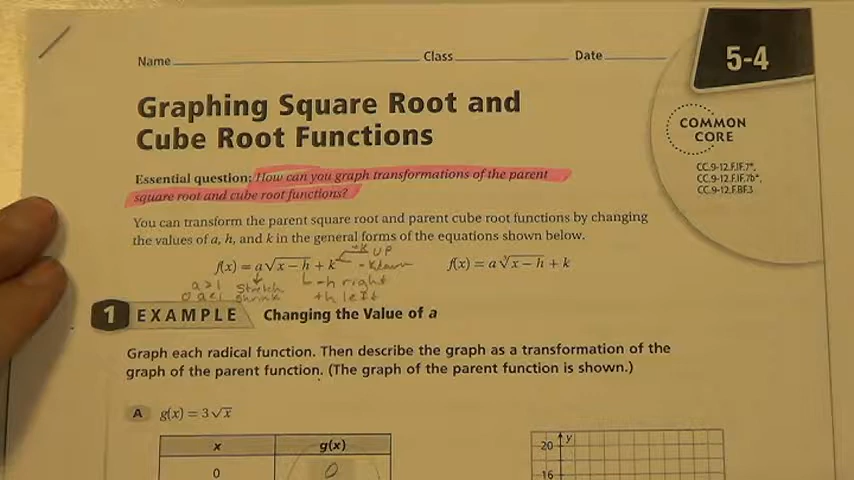 Name
Class
Date
5-4
Graphing Square Root and
Cube Root Functions
COMMON
CORE
CC.9-12.F.IF.7*,
CC.9-12.F.IF.7b*,
CC.9-12.F.BF.3
Essential question: How can you graph transformations of the parent
square root and cube root functions?
You can transform the parent square root and parent cube root functions by changing
the values of a, h, and k in the general forms of the equations shown below.
+k UP
f(x) = a√x − h + k
-k down
f(x) = a∛x − h + k
a>1 stretch
-h right
0<a<1 shrink
+h left
1 EXAMPLE Changing the Value of a
Graph each radical function. Then describe the graph as a transformation of the
graph of the parent function. (The graph of the parent function is shown.)
A g(x) = 3√x
x g(x)
0 0
20 y
16